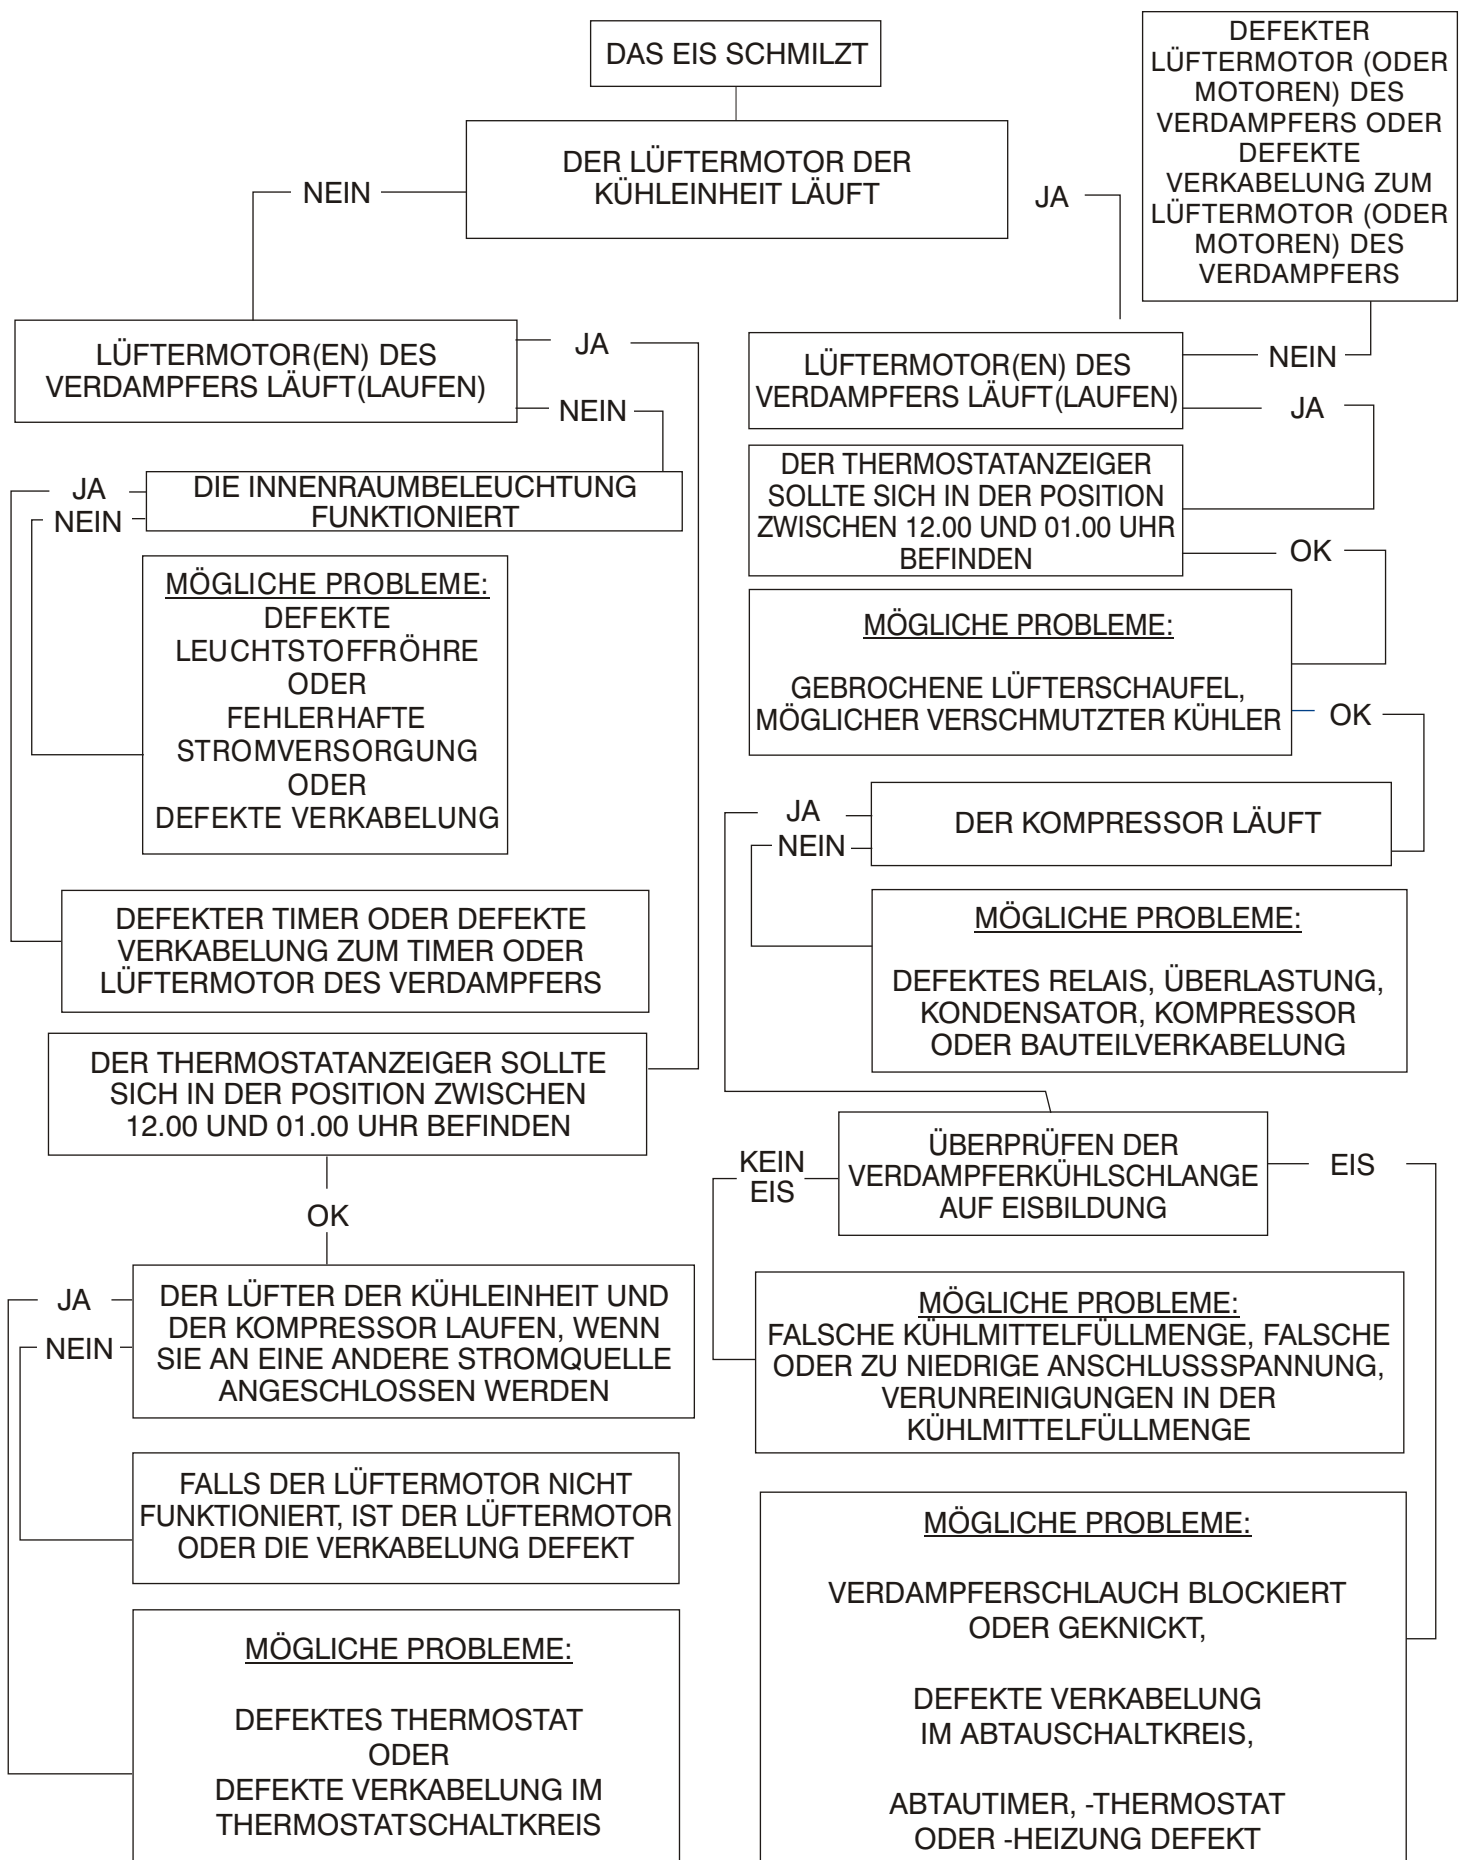 DAS EIS SCHMILZT
DER LÜFTERMOTOR DER
KÜHLEINHEIT LÄUFT
NEIN
JA
DEFEKTER
LÜFTERMOTOR (ODER
MOTOREN) DES
VERDAMPFERS ODER
DEFEKTE
VERKABELUNG ZUM
LÜFTERMOTOR (ODER
MOTOREN) DES
VERDAMPFERS
LÜFTERMOTOR(EN) DES
VERDAMPFERS LÄUFT(LAUFEN)
JA
NEIN
DIE INNENRAUMBELEUCHTUNG
FUNKTIONIERT
JA
NEIN
MÖGLICHE PROBLEME:
DEFEKTE
LEUCHTSTOFFRÖHRE
ODER
FEHLERHAFTE
STROMVERSORGUNG
ODER
DEFEKTE VERKABELUNG
DEFEKTER TIMER ODER DEFEKTE
VERKABELUNG ZUM TIMER ODER
LÜFTERMOTOR DES VERDAMPFERS
DER THERMOSTATANZEIGER SOLLTE
SICH IN DER POSITION ZWISCHEN
12.00 UND 01.00 UHR BEFINDEN
OK
DER LÜFTER DER KÜHLEINHEIT UND
DER KOMPRESSOR LAUFEN, WENN
SIE AN EINE ANDERE STROMQUELLE
ANGESCHLOSSEN WERDEN
JA
NEIN
FALLS DER LÜFTERMOTOR NICHT
FUNKTIONIERT, IST DER LÜFTERMOTOR
ODER DIE VERKABELUNG DEFEKT
MÖGLICHE PROBLEME:
DEFEKTES THERMOSTAT
ODER
DEFEKTE VERKABELUNG IM
THERMOSTATSCHALTKREIS
LÜFTERMOTOR(EN) DES
VERDAMPFERS LÄUFT(LAUFEN)
NEIN
JA
DER THERMOSTATANZEIGER
SOLLTE SICH IN DER POSITION
ZWISCHEN 12.00 UND 01.00 UHR
BEFINDEN
OK
MÖGLICHE PROBLEME:
GEBROCHENE LÜFTERSCHAUFEL,
MÖGLICHER VERSCHMUTZTER KÜHLER
OK
DER KOMPRESSOR LÄUFT
JA
NEIN
MÖGLICHE PROBLEME:
DEFEKTES RELAIS, ÜBERLASTUNG,
KONDENSATOR, KOMPRESSOR
ODER BAUTEILVERKABELUNG
ÜBERPRÜFEN DER
VERDAMPFERKÜHLSCHLANGE
AUF EISBILDUNG
KEIN
EIS
EIS
MÖGLICHE PROBLEME:
FALSCHE KÜHLMITTELFÜLLMENGE, FALSCHE
ODER ZU NIEDRIGE ANSCHLUSSSPANNUNG,
VERUNREINIGUNGEN IN DER
KÜHLMITTELFÜLLMENGE
MÖGLICHE PROBLEME:
VERDAMPFERSCHLAUCH BLOCKIERT
ODER GEKNICKT,
DEFEKTE VERKABELUNG
IM ABTAUSCHALTKREIS,
ABTAUTIMER, -THERMOSTAT
ODER -HEIZUNG DEFEKT